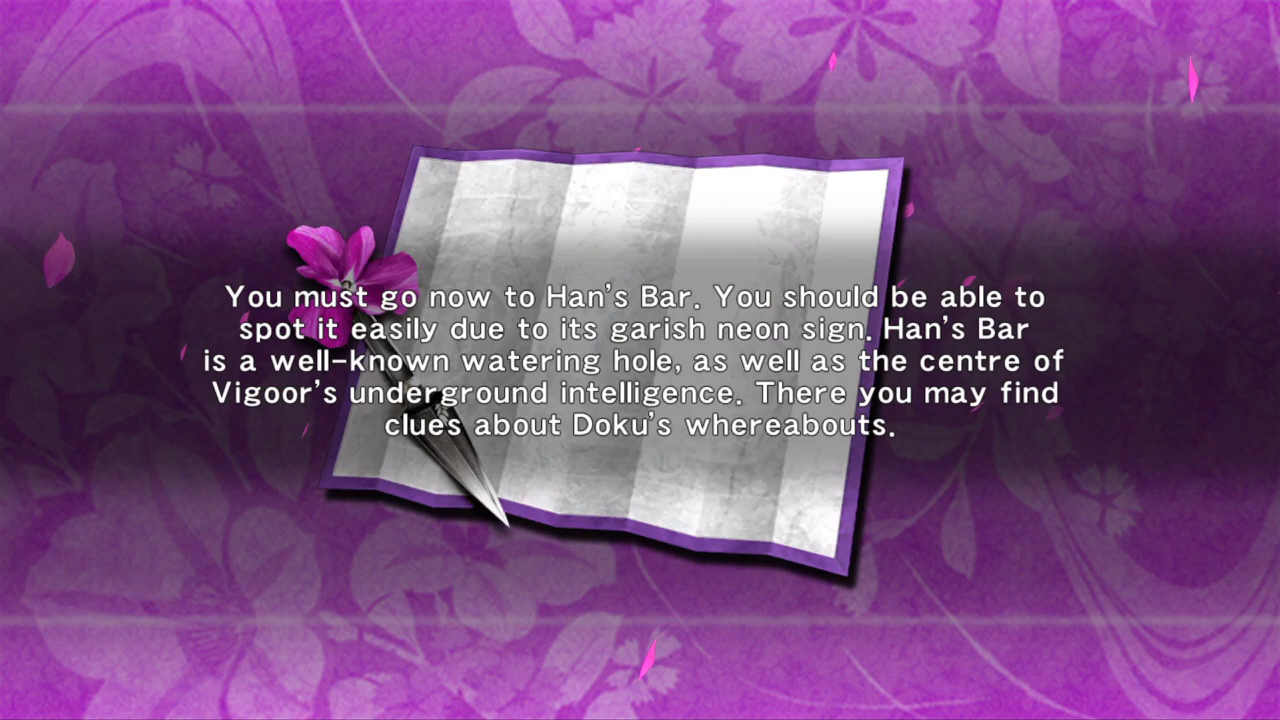 You must go now to Han's Bar. You should be able to
spot it easily due to its garish neon sign. Han's Bar
is a well-known watering hole, as well as the centre of
Vigoor's underground intelligence. There you may find
clues about Doku's whereabouts.